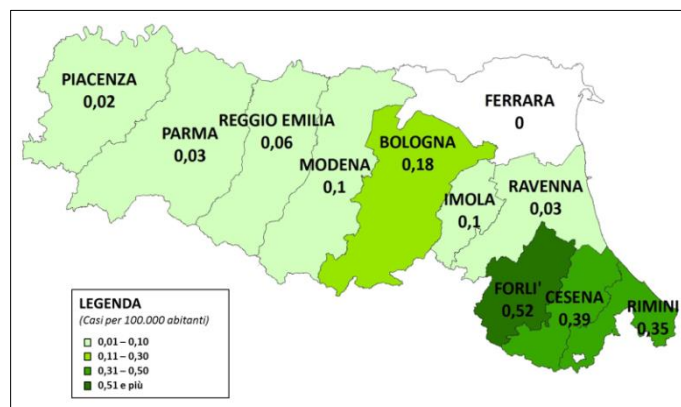 PIACENZA
0,02
PARMA
0,03
REGGIO EMILIA
0,06
MODENA
0,1
BOLOGNA
0,18
FERRARA
0
IMOLA
0,1
RAVENNA
0,03
FORLI'
0,52
CESENA
0,39
RIMINI
0,35
LEGENDA
(Casi per 100.000 abitanti)
0,01 – 0,10
0,11 – 0,30
0,31 – 0,50
0,51 e più